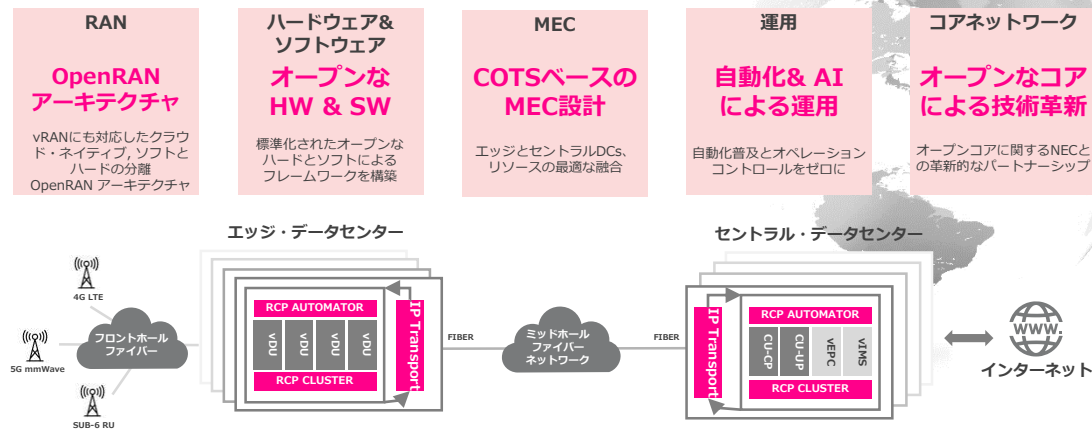 RAN
OpenRAN
アーキテクチャ
vRANにも対応したクラウ
ド・ネイティブ, ソフトと
ハードの分離
OpenRAN アーキテクチャ
ハードウェア&
ソフトウェア
オープンな
HW & SW
標準化されたオープンな
ハードとソフトによる
フレームワークを構築
MEC
COTSベースの
MEC設計
エッジとセントラルDCs、
リソースの最適な融合
運用
自動化& AI
による運用
自動化普及とオペレーション
コントロールをゼロに
コアネットワーク
オープンなコア
による技術革新
オープンコアに関するNECと
の革新的なパートナーシップ
エッジ・データセンター
セントラル・データセンター
4G LTE
5G mmWave
SUB-6 RU
フロントホール
ファイバー
RCP AUTOMATOR
vDU
vDU
vDU
vDU
RCP CLUSTER
IP Transport
FIBER
ミッドホール
ファイバー
ネットワーク
FIBER
IP Transport
RCP AUTOMATOR
CU-CP
CU-UP
vEPC
vIMS
RCP CLUSTER
www.
インターネット